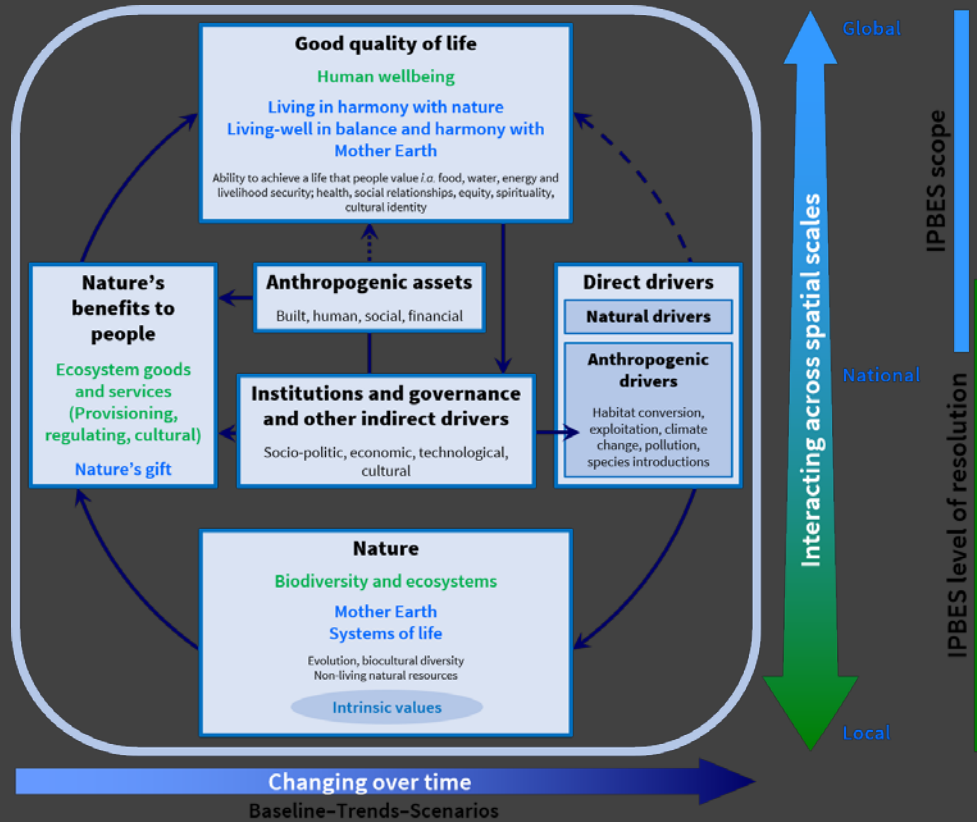 Good quality of life
Human wellbeing
Living in harmony with nature
Living-well in balance and harmony with
Mother Earth
Ability to achieve a life that people value i.a. food, water, energy and
livelihood security; health, social relationships, equity, spirituality,
cultural identity
Nature's
benefits to
people
Ecosystem goods
and services
(Provisioning,
regulating, cultural)
Nature's gift
Anthropogenic assets
Built, human, social, financial
Institutions and governance
and other indirect drivers
Socio-politic, economic, technological,
cultural
Direct drivers
Natural drivers
Anthropogenic
drivers
Habitat conversion,
exploitation, climate
change, pollution,
species introductions
Nature
Biodiversity and ecosystems
Mother Earth
Systems of life
Evolution, biocultural diversity
Non-living natural resources
Intrinsic values
Changing over time
Baseline–Trends–Scenarios
Interacting across spatial scales
Global
National
Local
IPBES scope
IPBES level of resolution